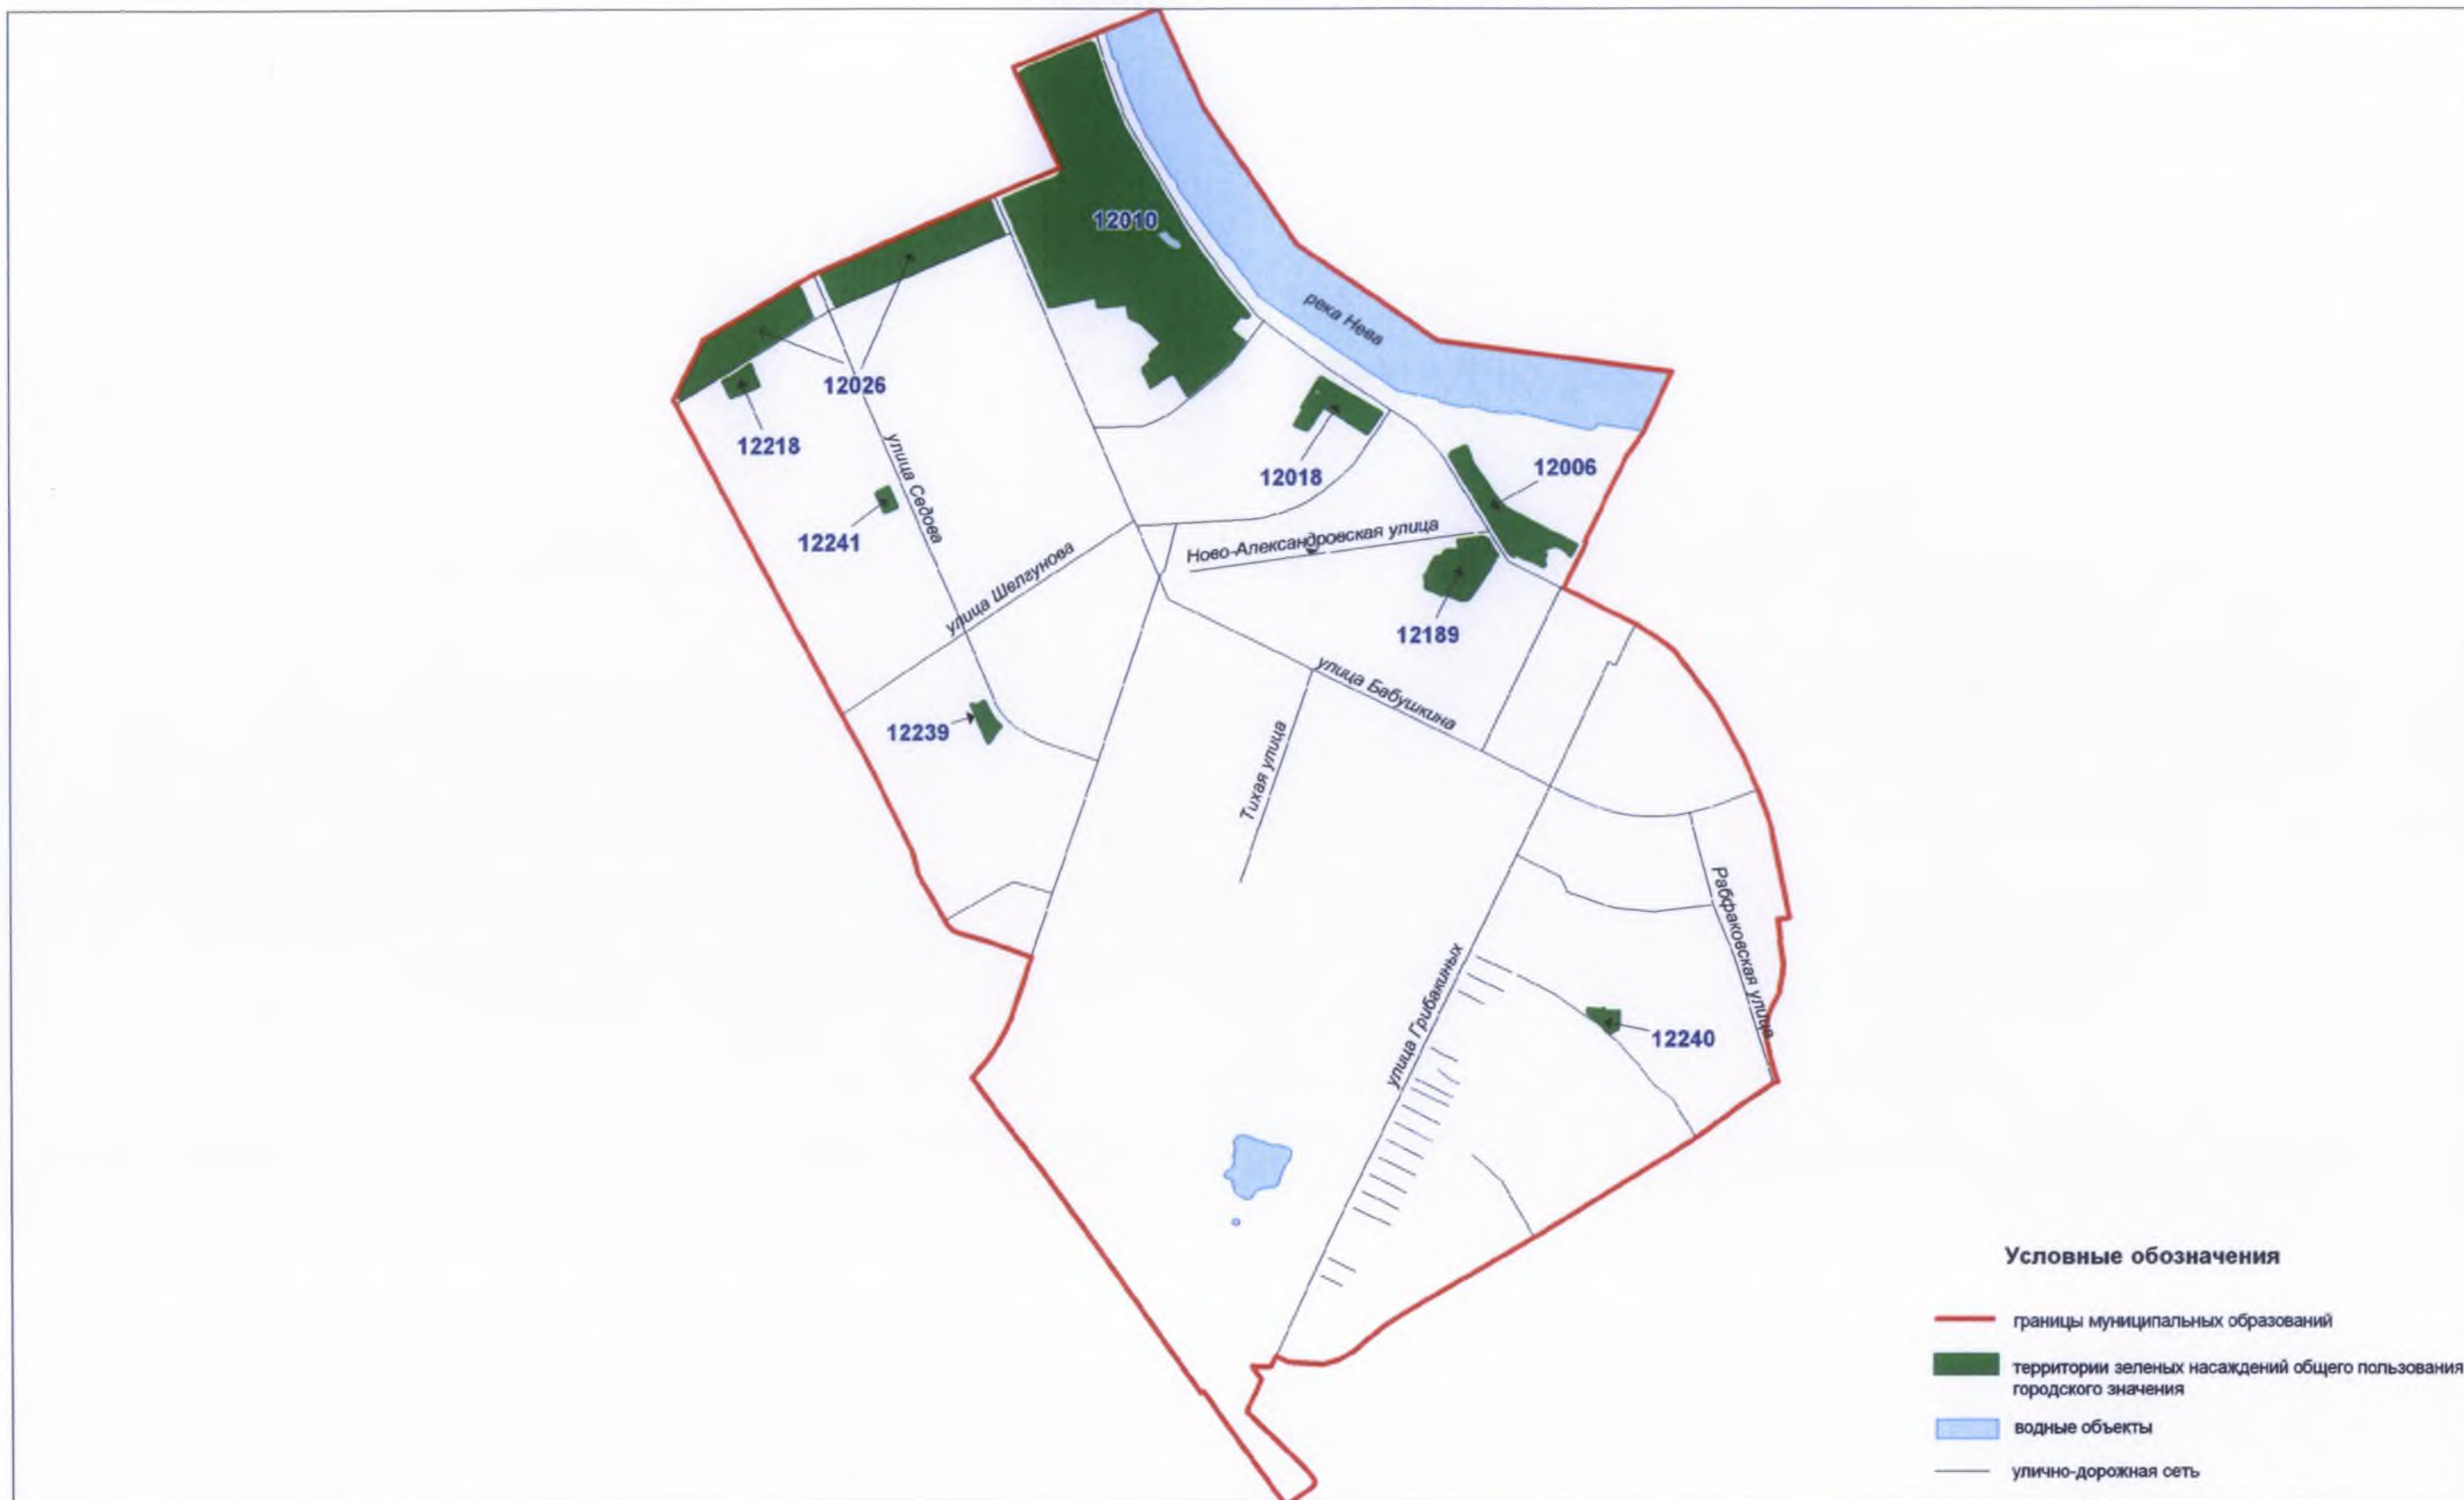 12010
река Нева
12026
12218
12018
12006
улица Седова
12241
Ново-Александровская улица
улица Шелгунова
12189
улица Бабушкина
12239
Тихая улица
Рабфаковская улица
улица Грибакиных
12240
Условные обозначения
границы муниципальных образований
территории зеленых насаждений общего пользования
городского значения
водные объекты
улично-дорожная сеть